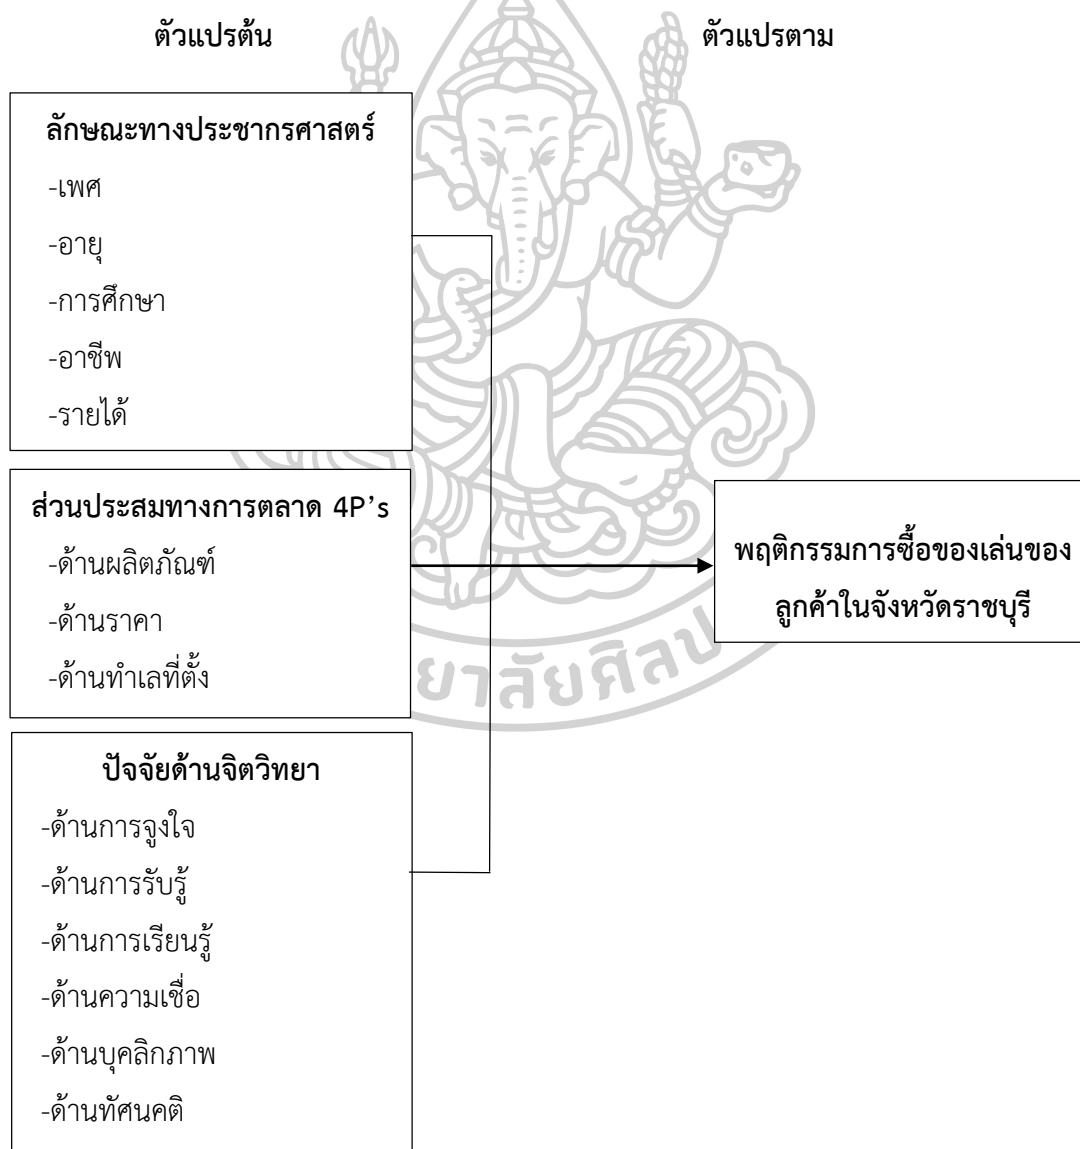 ตัวแปรต้น
ตัวแปรตาม
ลักษณะทางประชากรศาสตร์
-เพศ
-อายุ
-การศึกษา
-อาชีพ
-รายได้
ส่วนประสมทางการตลาด 4P’s
-ด้านผลิตภัณฑ์
-ด้านราคา
-ด้านทำเลที่ตั้ง
ปัจจัยด้านจิตวิทยา
-ด้านการจูงใจ
-ด้านการรับรู้
-ด้านการเรียนรู้
-ด้านความเชื่อ
-ด้านบุคลิกภาพ
-ด้านทัศนคติ
พฤติกรรมการซื้อของเล่นของ
ลูกค้าในจังหวัดราชบุรี
ยาลัยศิลป